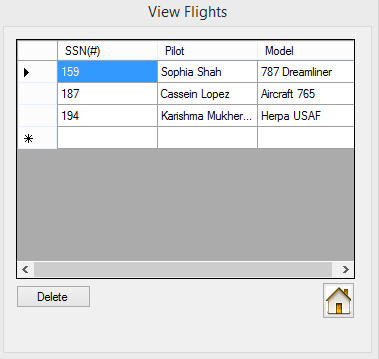 View Flights
SSN(#) Pilot Model
159 Sophia Shah 787 Dreamliner
187 Cassein Lopez Aircraft 765
194 Karishma Mukher... Herpa USAF
Delete